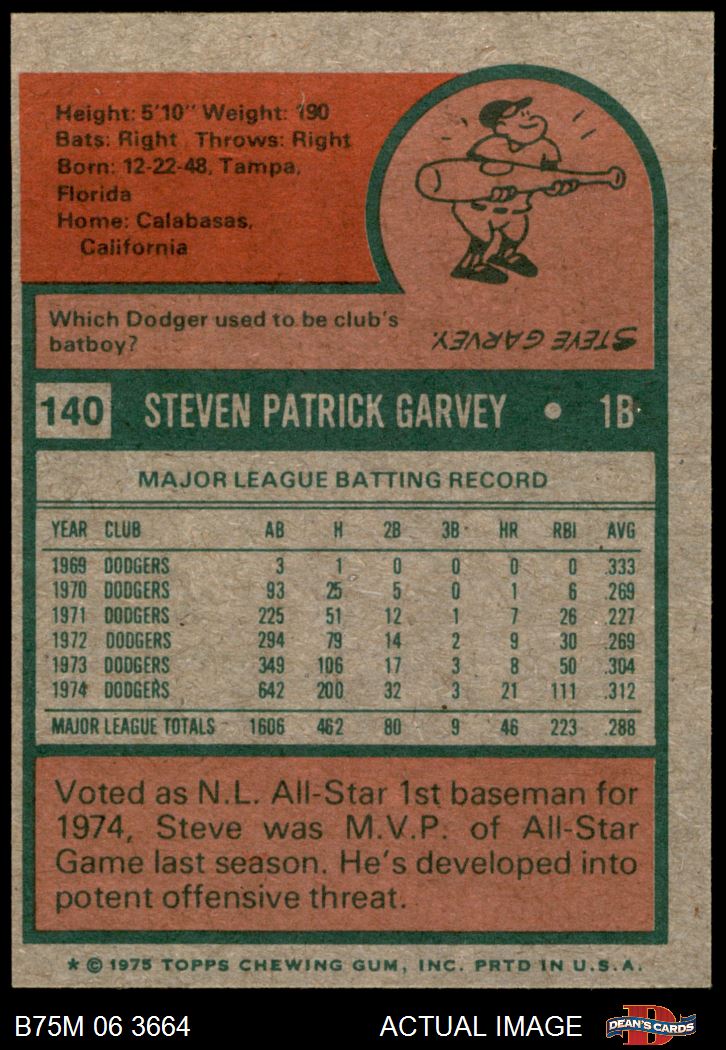 Height: 5'10" Weight: 190
Bats: Right Throws: Right
Born: 12-22-48, Tampa,
Florida
Home: Calabasas,
California
Which Dodger used to be club's
batboy?
STEVE GARVEY.
140 STEVEN PATRICK GARVEY • 1B
MAJOR LEAGUE BATTING RECORD
YEAR CLUB AB H 2B 3B HR RBI AVG
1969 DODGERS 3 1 0 0 0 0 .333
1970 DODGERS 93 25 5 0 1 6 .269
1971 DODGERS 225 51 12 1 7 26 .227
1972 DODGERS 294 79 14 2 9 30 .269
1973 DODGERS 349 106 17 3 8 50 .304
1974 DODGERS 642 200 32 3 21 111 .312
MAJOR LEAGUE TOTALS 1606 462 80 9 46 223 .288
Voted as N.L. All-Star 1st baseman for
1974, Steve was M.V.P. of All-Star
Game last season. He's developed into
potent offensive threat.
* © 1975 TOPPS CHEWING GUM, INC. PRTD IN U.S.A.
B75M 06 3664 ACTUAL IMAGE D DEAN'S CARDS